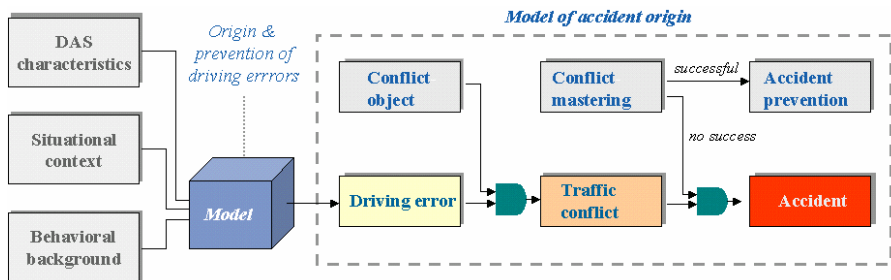 Model of accident origin
Origin &
prevention of
driving errrors
DAS
characteristics
Situational
context
Behavioral
background
Model
Conflict
object
Conflict
mastering
successful
Accident
prevention
no success
Driving error
Traffic
conflict
Accident